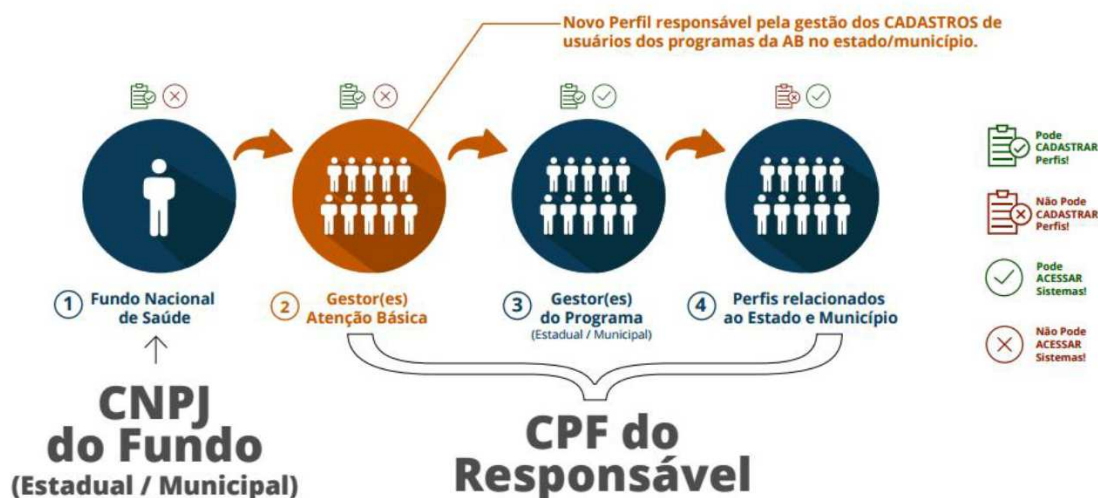 Novo Perfil responsável pela gestão dos CADASTROS de
usuários dos programas da AB no estado/município.
1 Fundo Nacional
de Saúde
2 Gestor(es)
Atenção Básica
3 Gestor(es)
do Programa
(Estadual / Municipal)
4 Perfis relacionados
ao Estado e Município
Pode
CADASTRAR
Perfis!
Não Pode
CADASTRAR
Perfis!
Pode
ACESSAR
Sistemas!
Não Pode
ACESSAR
Sistemas!
CNPJ
do Fundo
(Estadual / Municipal)
CPF do
Responsável